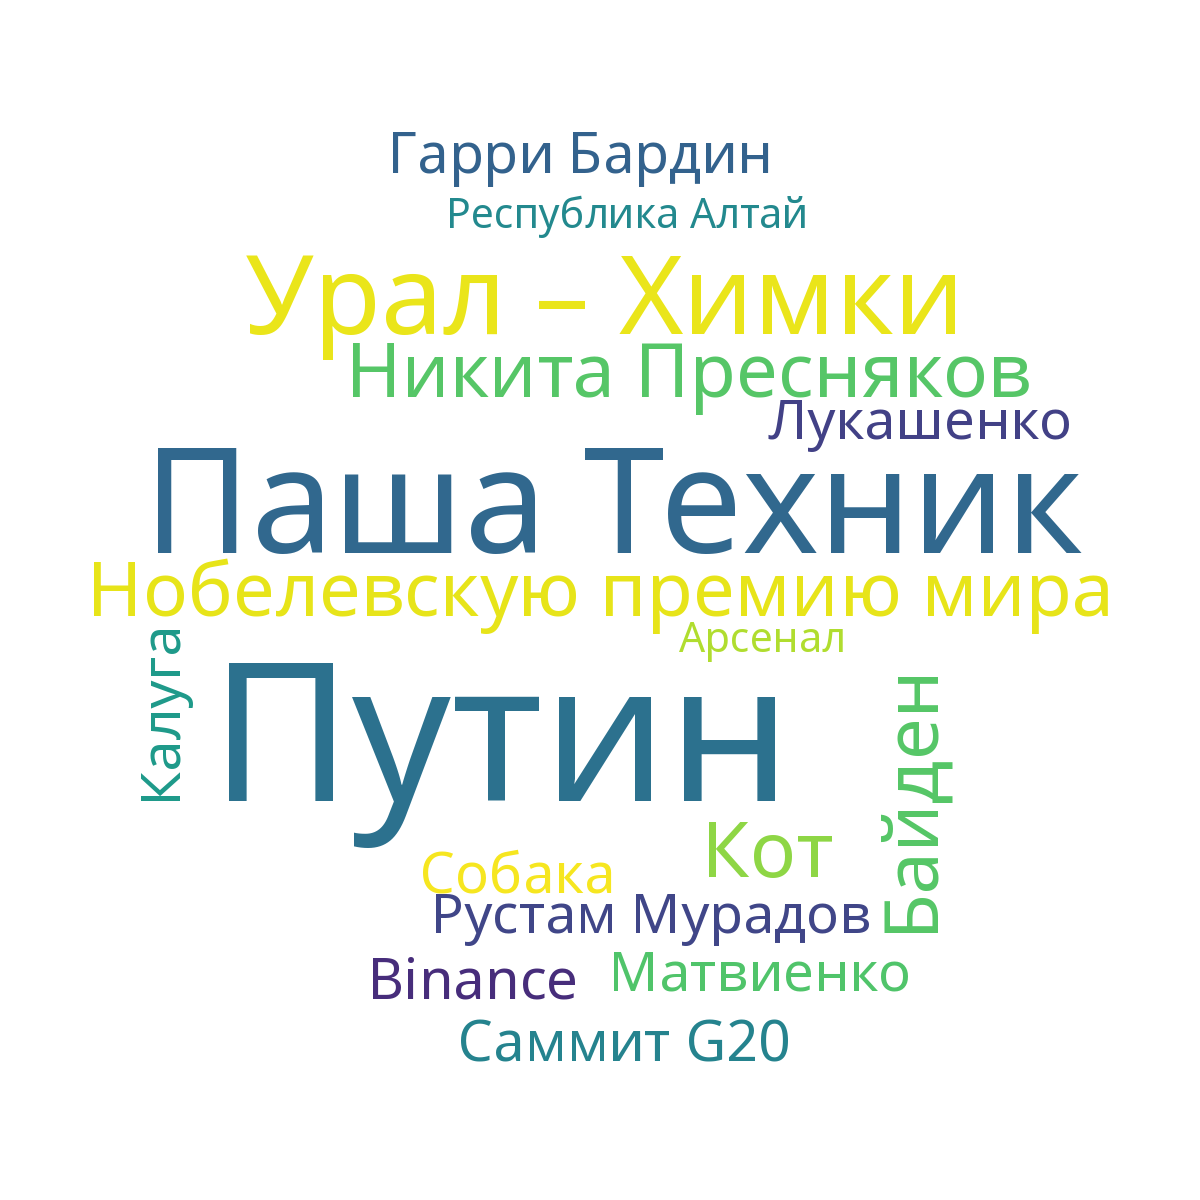 Гарри Бардин
Республика Алтай
Урал – Химки
Никита Пресняков
Лукашенко
Паша Техник
Нобелевскую премию мира
Арсенал
Калуга
Путин
Байден
Кот
Собака
Рустам Мурадов
Матвиенко
Binance
Саммит G20